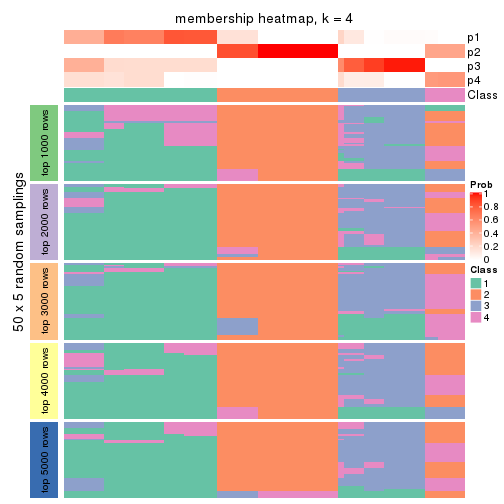 membership heatmap, k = 4
p1
p2
p3
p4
Class
50 x 5 random samplings
top 1000 rows
top 2000 rows
top 3000 rows
top 4000 rows
top 5000 rows
Prob
1
0.8
0.6
0.4
0.2
0
Class
1
2
3
4